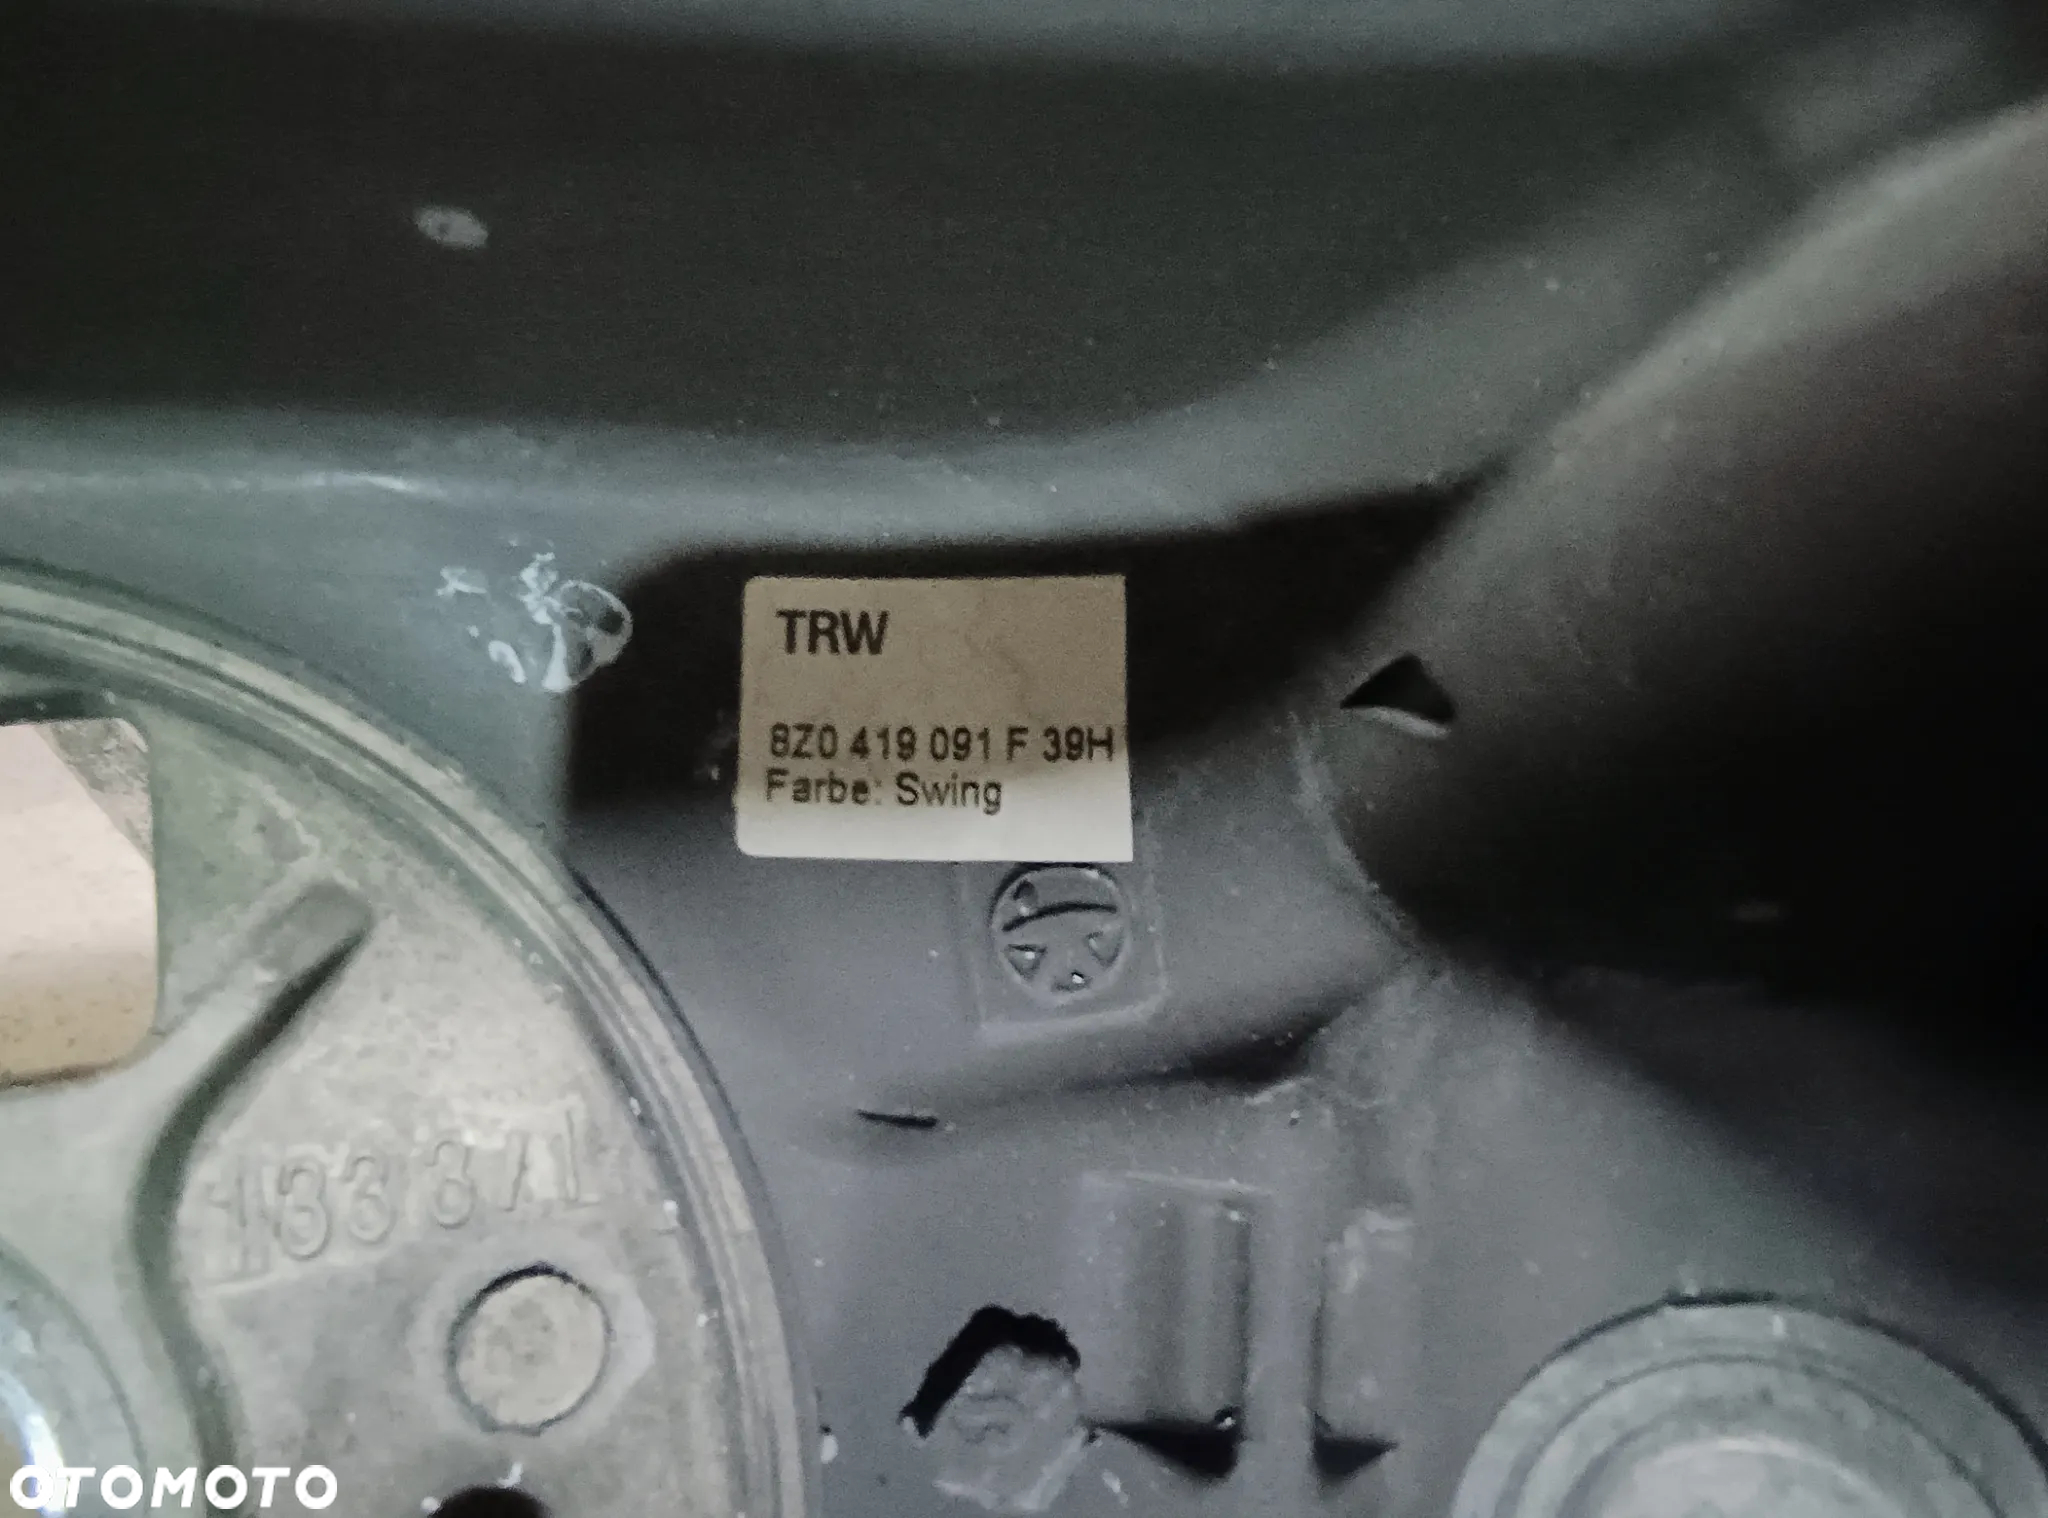 TRW
8Z0 419 091 F 39H
Farbe: Swing
OTOMOTO